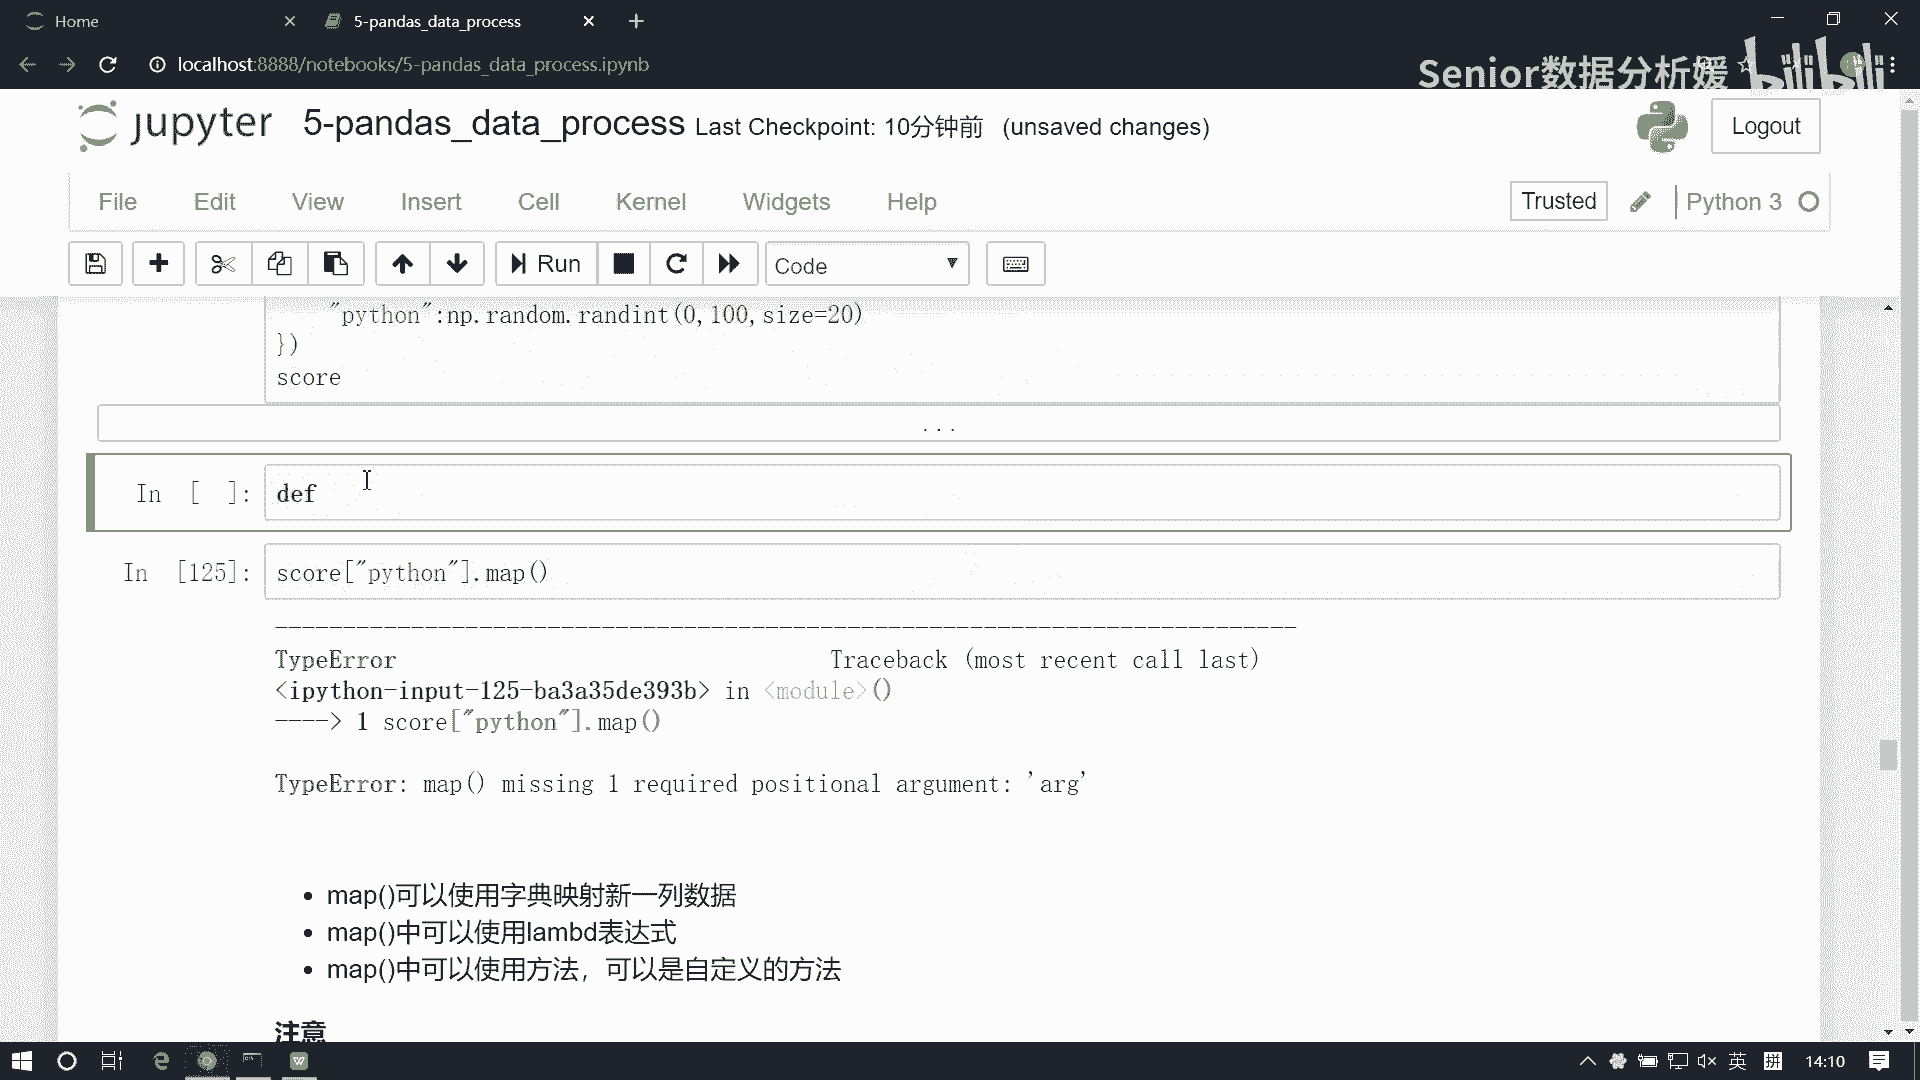 Home
5-pandas_data_process
localhost:8888/notebooks/5-pandas_data_process.ipynb
Senior数据分析媛
bilibili
jupyter 5-pandas_data_process Last Checkpoint: 10分钟前 (unsaved changes)
Logout
File Edit View Insert Cell Kernel Widgets Help
Trusted
Python 3
Run
Code
"python":np.random.randint(0,100,size=20)
})
score
...
In [ ]: def
In [125]: score["python"].map()
---------------------------------------------------------------------------
TypeError Traceback (most recent call last)
<ipython-input-125-ba3a35de393b> in <module>()
----> 1 score["python"].map()
TypeError: map() missing 1 required positional argument: 'arg'
• map()可以使用字典映射新一列数据
• map()中可以使用lambd表达式
• map()中可以使用方法，可以是自定义的方法
注意
英
拼
14:10